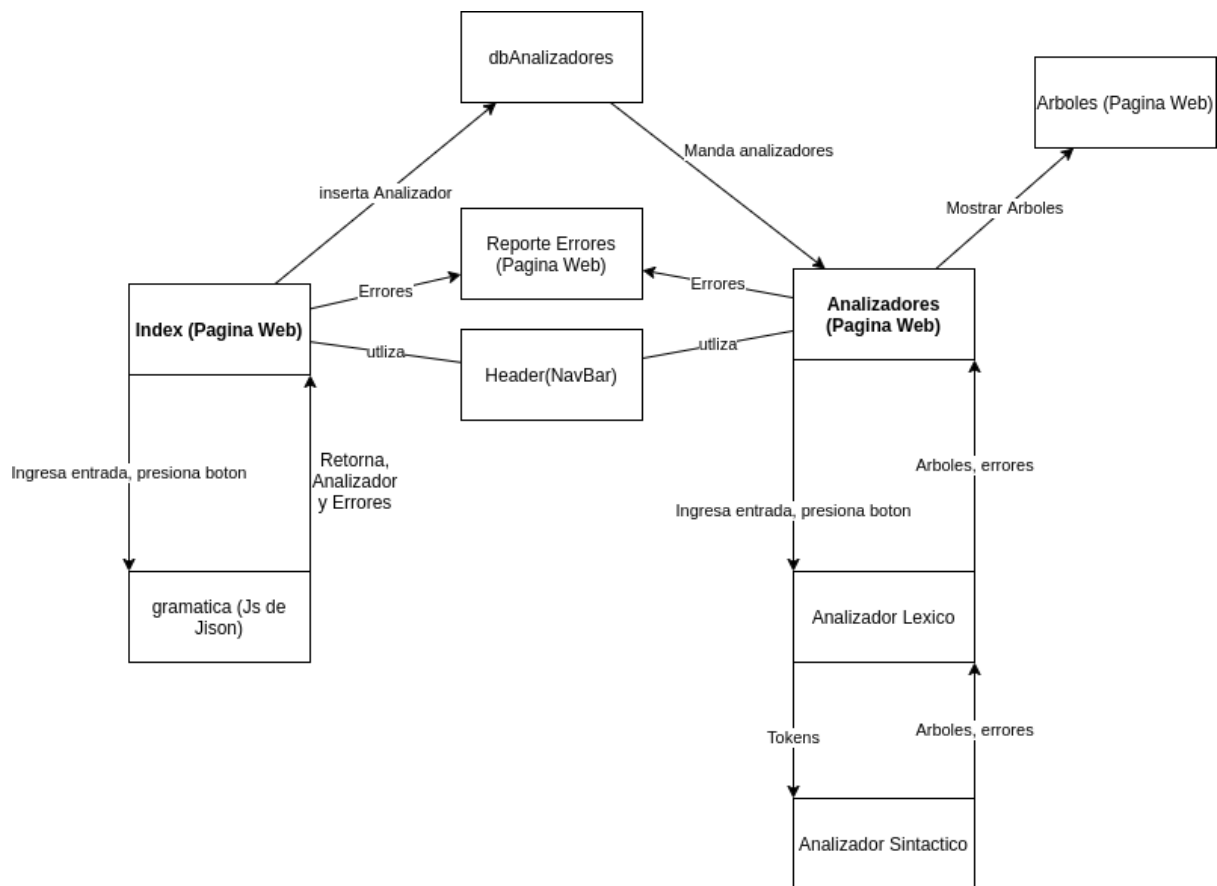 dbAnalizadores
Arboles (Pagina Web)
Manda analizadores
inserta Analizador
Mostrar Arboles
Reporte Errores
(Pagina Web)
Errores
Errores
Index (Pagina Web)
Analizadores
(Pagina Web)
utliza
utliza
Header(NavBar)
Ingresa entrada, presiona boton
Retorna,
Analizador
y Errores
Arboles, errores
Ingresa entrada, presiona boton
gramatica (Js de
Jison)
Analizador Lexico
Tokens
Arboles, errores
Analizador Sintactico